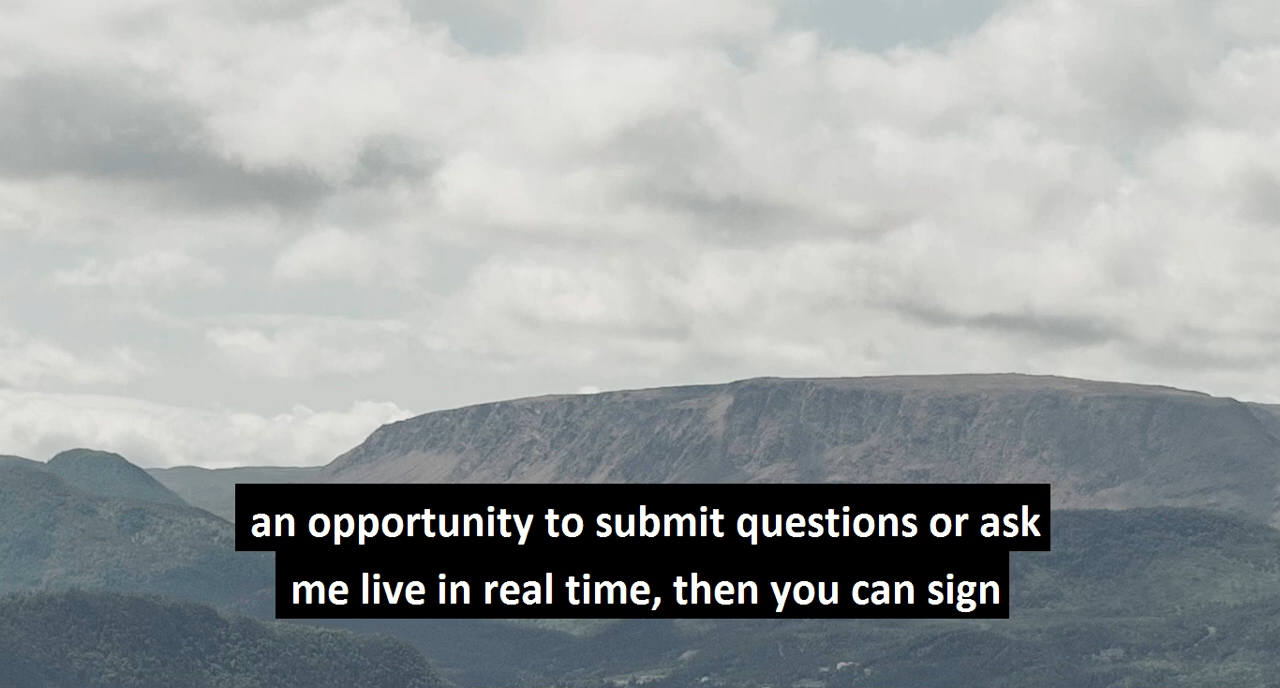 an opportunity to submit questions or ask
me live in real time, then you can sign